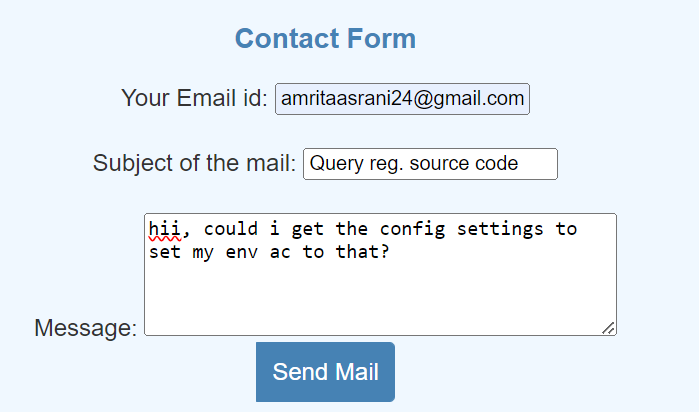 Contact Form
Your Email id: amritaasrani24@gmail.com
Subject of the mail: Query reg. source code
hii, could i get the config settings to
set my env ac to that?
Message:
Send Mail